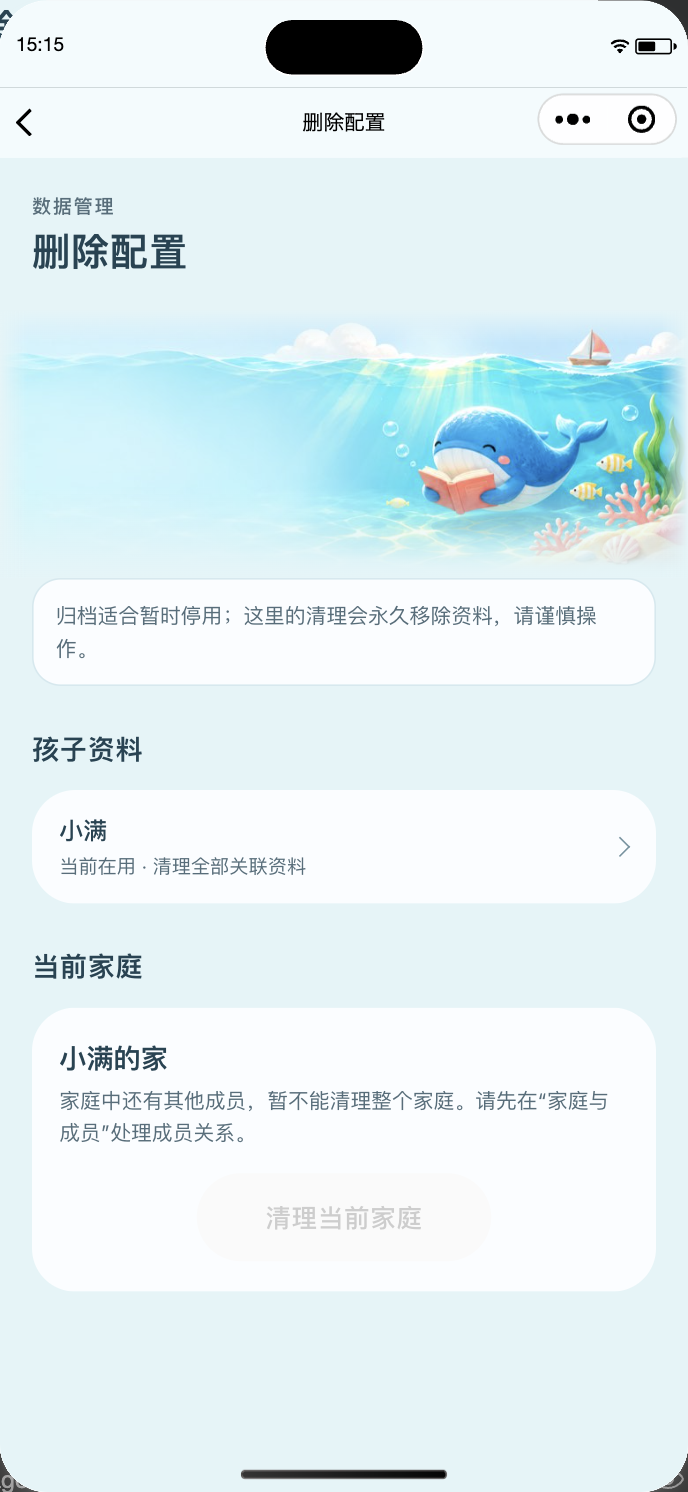 15:15
删除配置
数据管理
删除配置
归档适合暂时停用；这里的清理会永久移除资料，请谨慎操
作。
孩子资料
小满
当前在用 · 清理全部关联资料
当前家庭
小满的家
家庭中还有其他成员，暂不能清理整个家庭。请先在“家庭与
成员”处理成员关系。
清理当前家庭